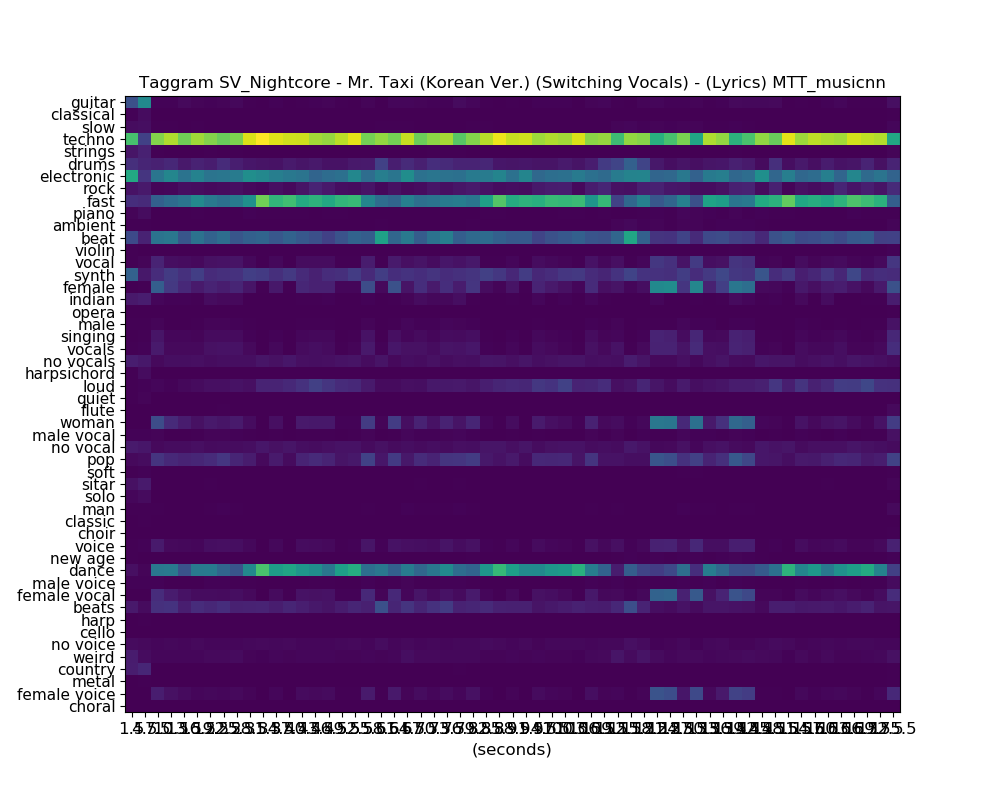 Taggram SV_Nightcore - Mr. Taxi (Korean Ver.) (Switching Vocals) - (Lyrics) MTT_musicnn
guitar
classical
slow
techno
strings
drums
electronic
rock
fast
piano
ambient
beat
violin
vocal
synth
female
indian
opera
male
singing
vocals
no vocals
harpsichord
loud
quiet
flute
woman
male vocal
no vocal
pop
soft
sitar
solo
man
classic
choir
voice
new age
dance
male voice
female vocal
beats
harp
cello
no voice
weird
country
metal
female voice
choral
(seconds)